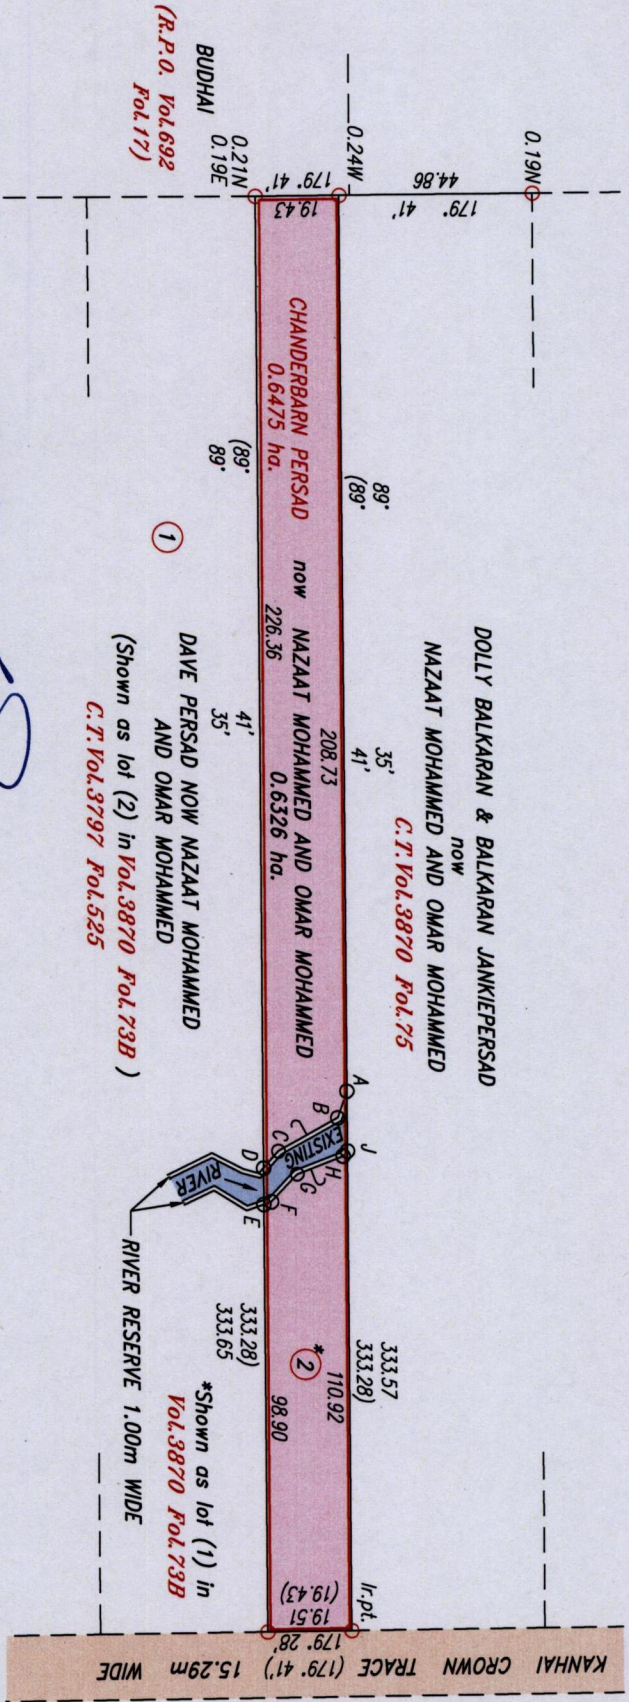 0.19N
44.86
179° 41'
0.24W
179° 41'
19.43
0.21N
0.19E
BUDHAI
(R.P.O. Vol.692
Fol.17)
DOLLY BALKARAN & BALKARAN JANKIEPERSAD
now
NAZAAT MOHAMMED AND OMAR MOHAMMED
C.T.Vol.3870 Fol.75
89° 35' 333.57
(89° 41' 333.28)
208.73
110.92
CHANDERBARN PERSAD now NAZAAT MOHAMMED AND OMAR MOHAMMED
0.6475 ha.
0.6326 ha.
226.36
98.90
*2
A
B
C
D
E
F
G
H
J
EXISTING
RIVER
(89° 41' 333.28)
89° 35' 333.65
1
DAVE PERSAD NOW NAZAAT MOHAMMED
AND OMAR MOHAMMED
(Shown as lot (2) in Vol.3870 Fol.73B )
C.T.Vol.3797 Fol.525
RIVER RESERVE 1.00m WIDE
*Shown as lot (1) in
Vol.3870 Fol.73B
Ir.pt.
(19.43)
19.51
179° 28'
KANHAI CROWN TRACE (179° 41') 15.29m WIDE